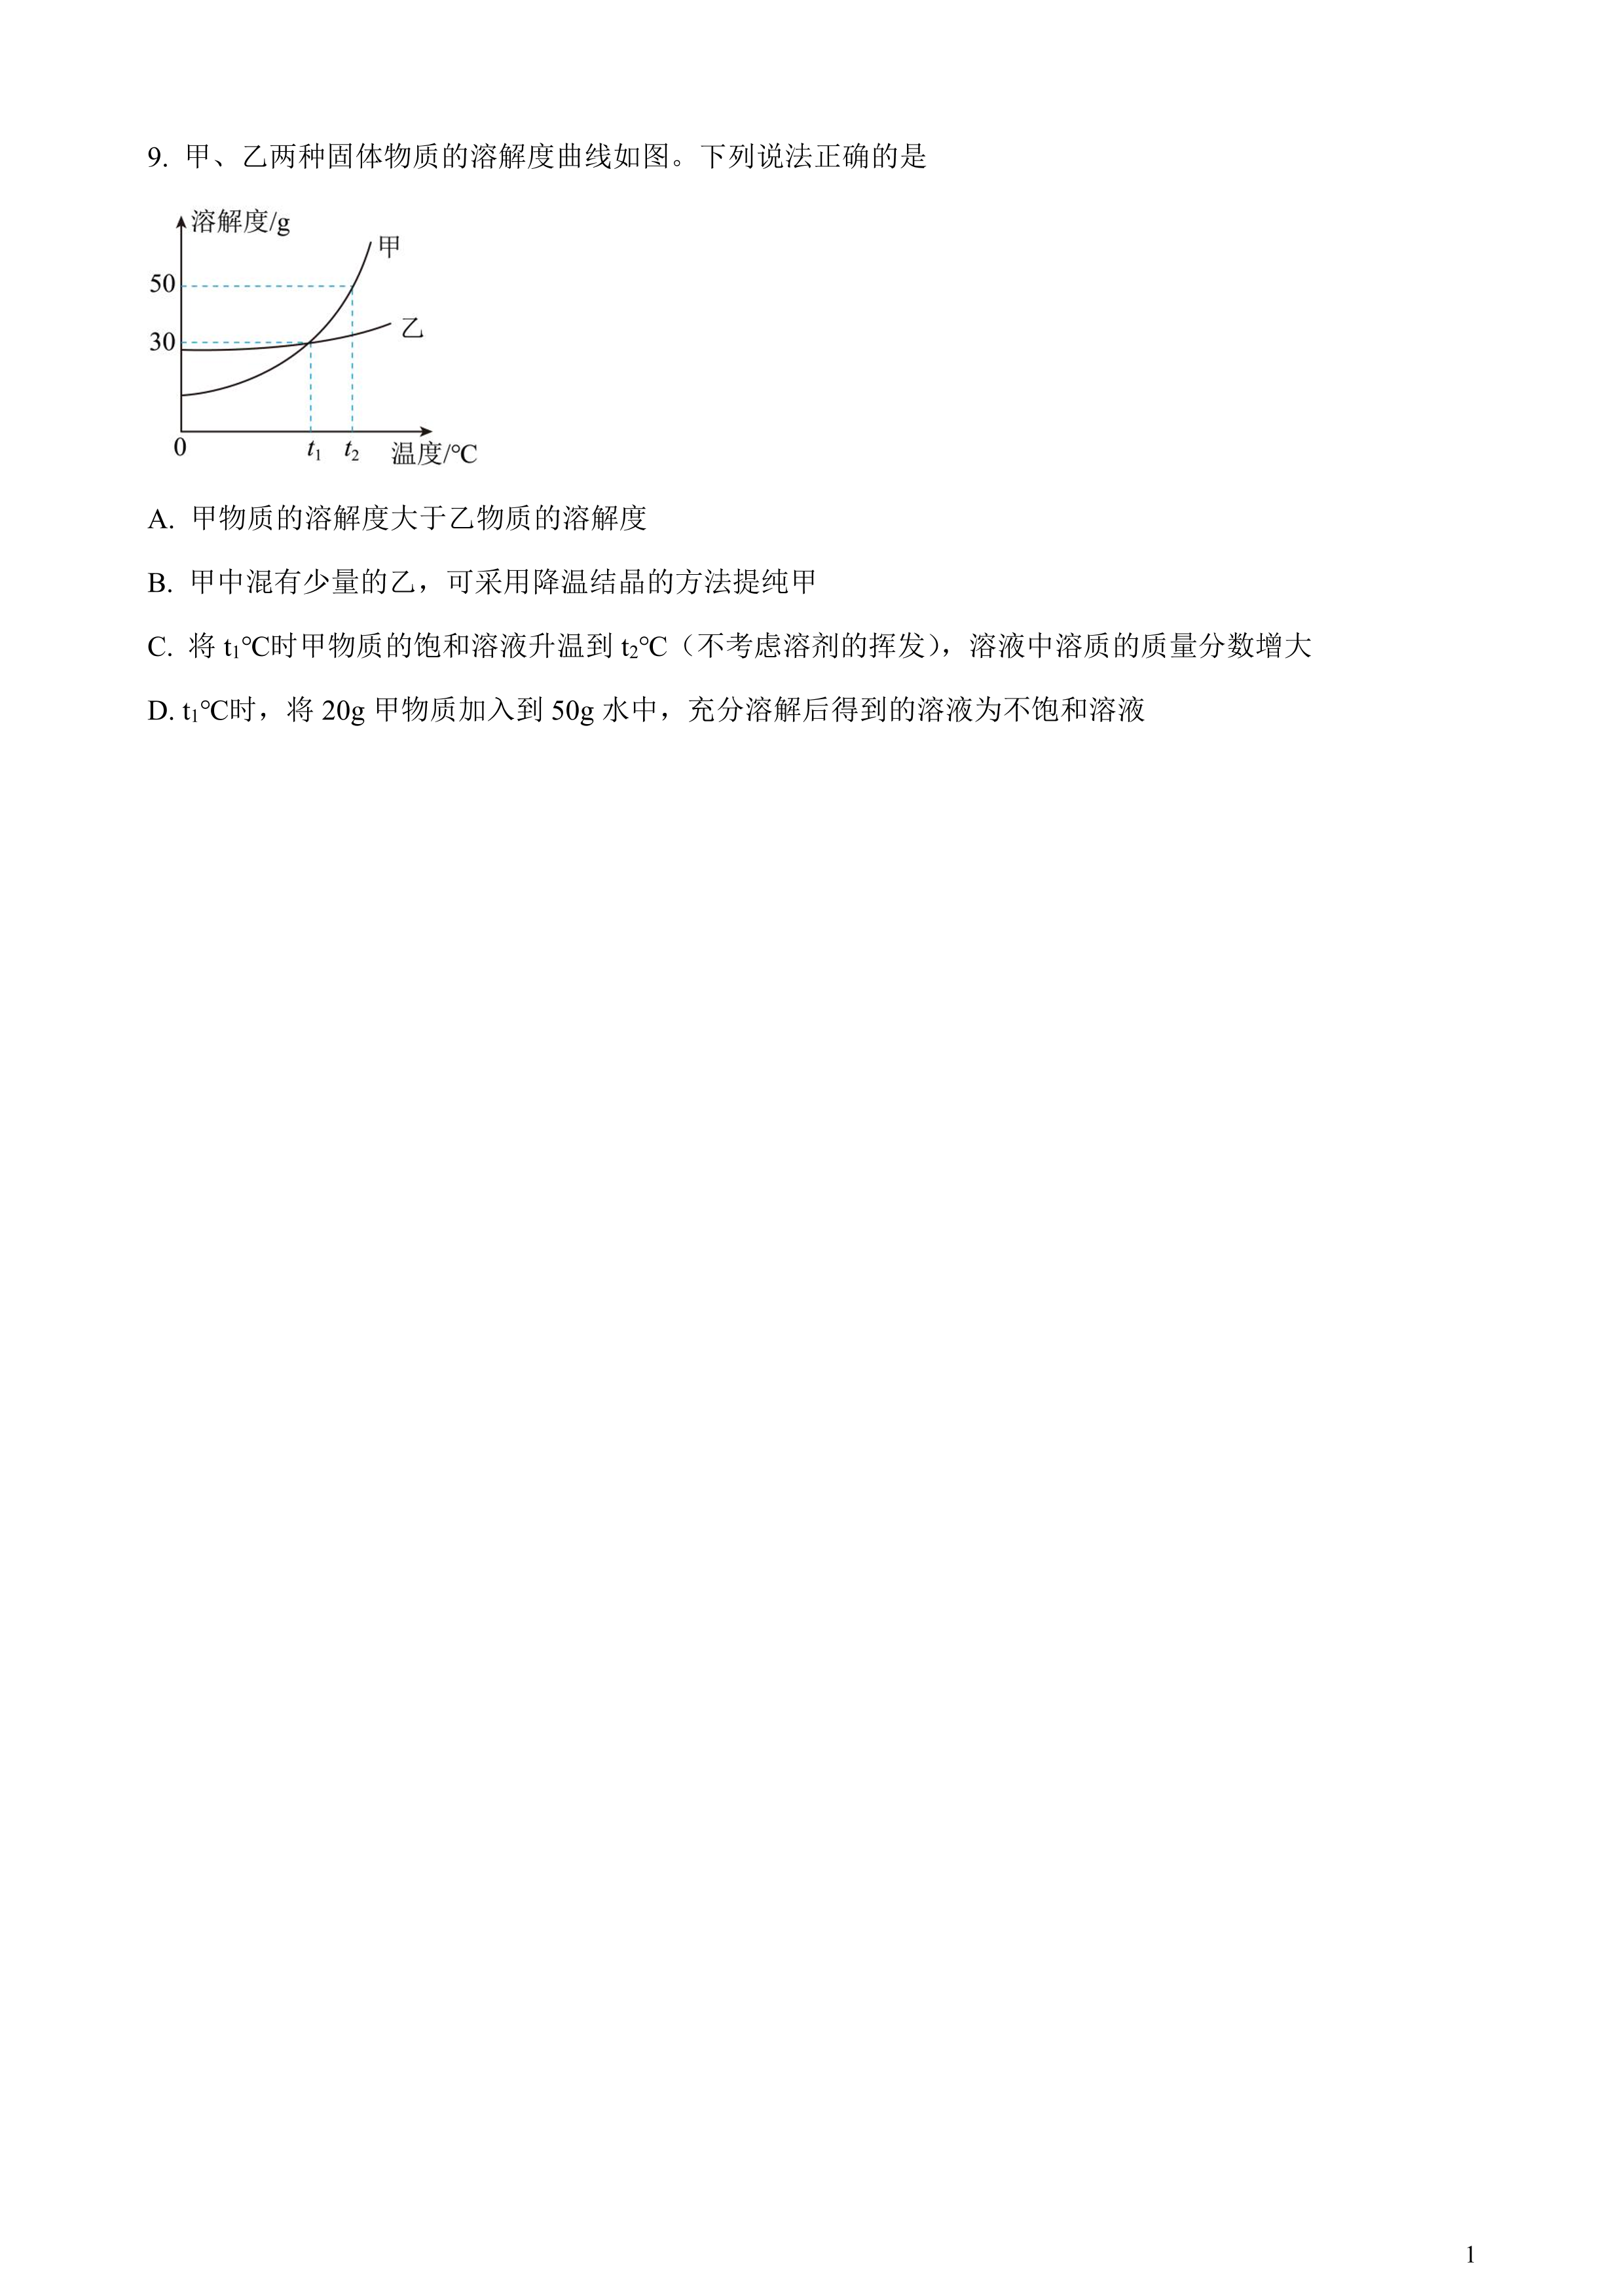 9. 甲、乙两种固体物质的溶解度曲线如图。下列说法正确的是
溶解度/g
甲
50
乙
30
0
t₁
t₂
温度/℃
A. 甲物质的溶解度大于乙物质的溶解度
B. 甲中混有少量的乙，可采用降温结晶的方法提纯甲
C. 将 t₁℃时甲物质的饱和溶液升温到 t₂℃（不考虑溶剂的挥发），溶液中溶质的质量分数增大
D. t₁℃时，将 20g 甲物质加入到 50g 水中，充分溶解后得到的溶液为不饱和溶液
1